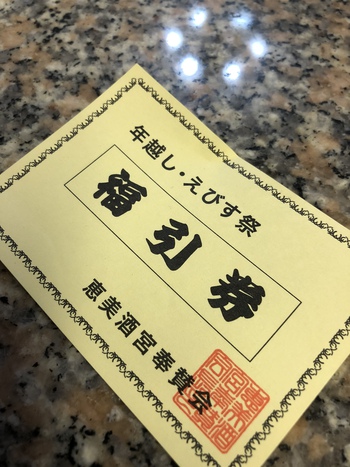 年越し・えびす祭
福引券
恵美酒宮奉賛会